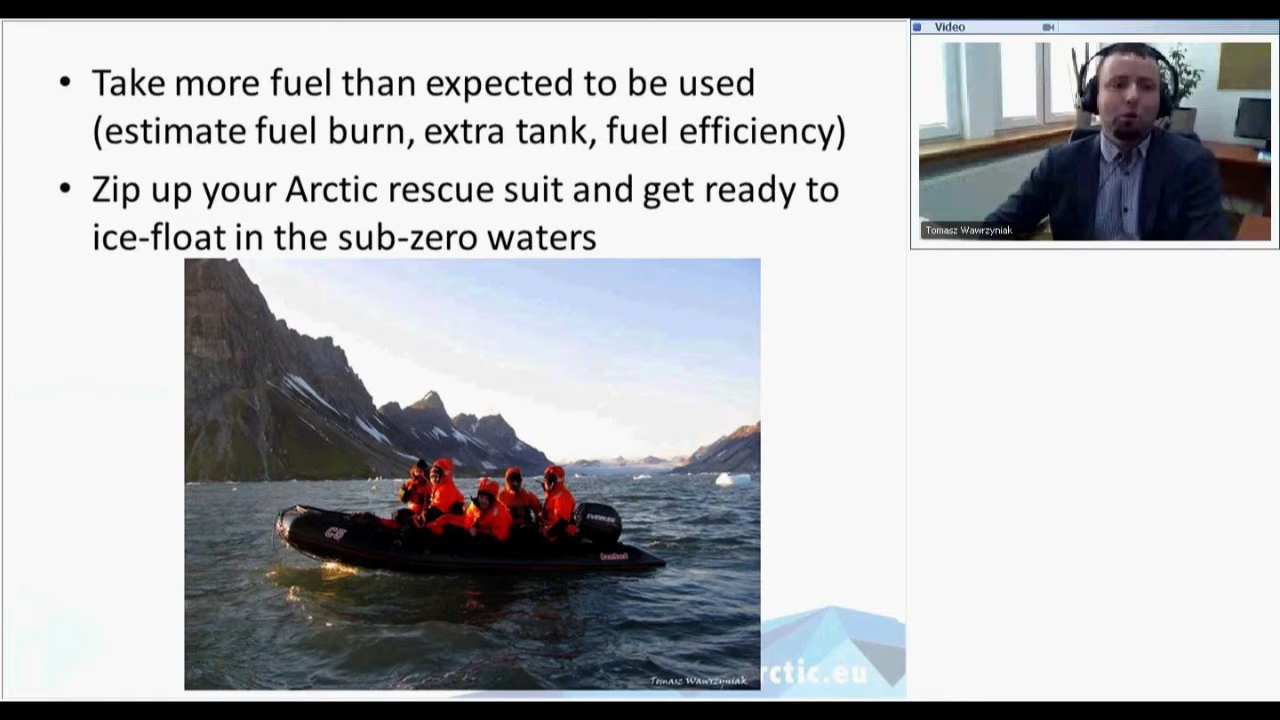 • Take more fuel than expected to be used
(estimate fuel burn, extra tank, fuel efficiency)
• Zip up your Arctic rescue suit and get ready to
ice-float in the sub-zero waters
C5
Tomasz Wawrzyniak
rctic.eu
Video
Tomasz Wawrzyniak